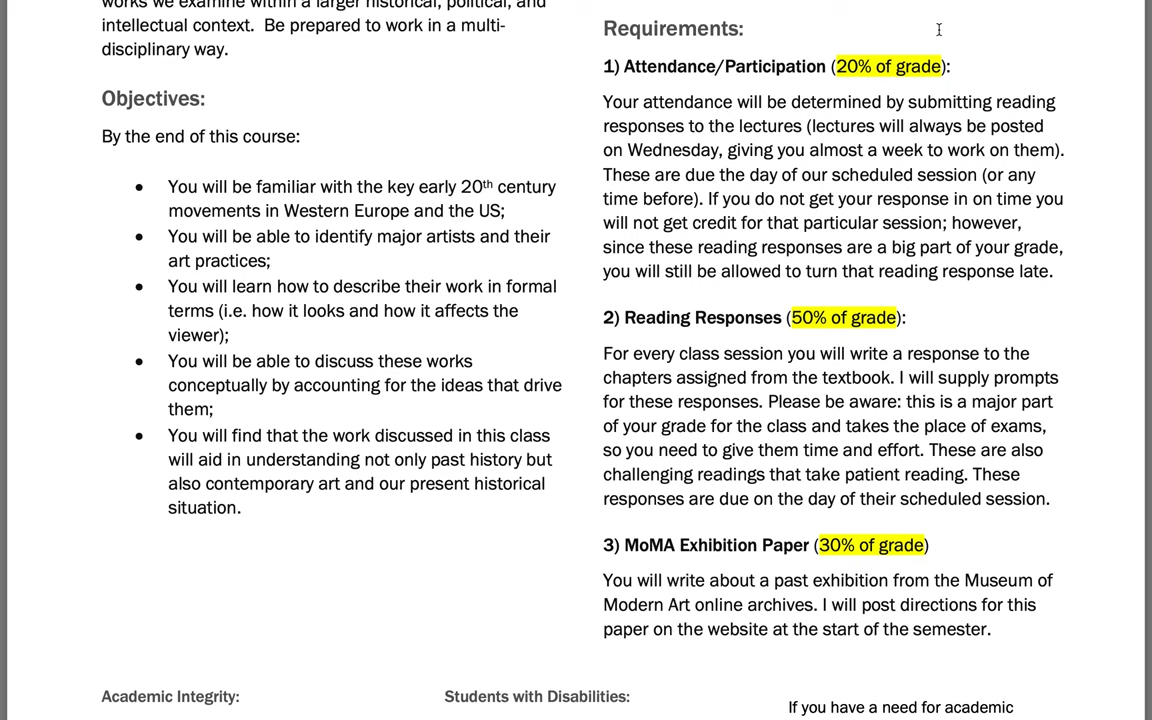 works we examine within a larger historical, political, and
intellectual context.  Be prepared to work in a multi-
disciplinary way.
Objectives:
By the end of this course:
• You will be familiar with the key early 20th century
movements in Western Europe and the US;
• You will be able to identify major artists and their
art practices;
• You will learn how to describe their work in formal
terms (i.e. how it looks and how it affects the
viewer);
• You will be able to discuss these works
conceptually by accounting for the ideas that drive
them;
• You will find that the work discussed in this class
will aid in understanding not only past history but
also contemporary art and our present historical
situation.
Requirements:
1) Attendance/Participation (20% of grade):
Your attendance will be determined by submitting reading
responses to the lectures (lectures will always be posted
on Wednesday, giving you almost a week to work on them).
These are due the day of our scheduled session (or any
time before). If you do not get your response in on time you
will not get credit for that particular session; however,
since these reading responses are a big part of your grade,
you will still be allowed to turn that reading response late.
2) Reading Responses (50% of grade):
For every class session you will write a response to the
chapters assigned from the textbook. I will supply prompts
for these responses. Please be aware: this is a major part
of your grade for the class and takes the place of exams,
so you need to give them time and effort. These are also
challenging readings that take patient reading. These
responses are due on the day of their scheduled session.
3) MoMA Exhibition Paper (30% of grade)
You will write about a past exhibition from the Museum of
Modern Art online archives. I will post directions for this
paper on the website at the start of the semester.
Academic Integrity:
Students with Disabilities:
If you have a need for academic